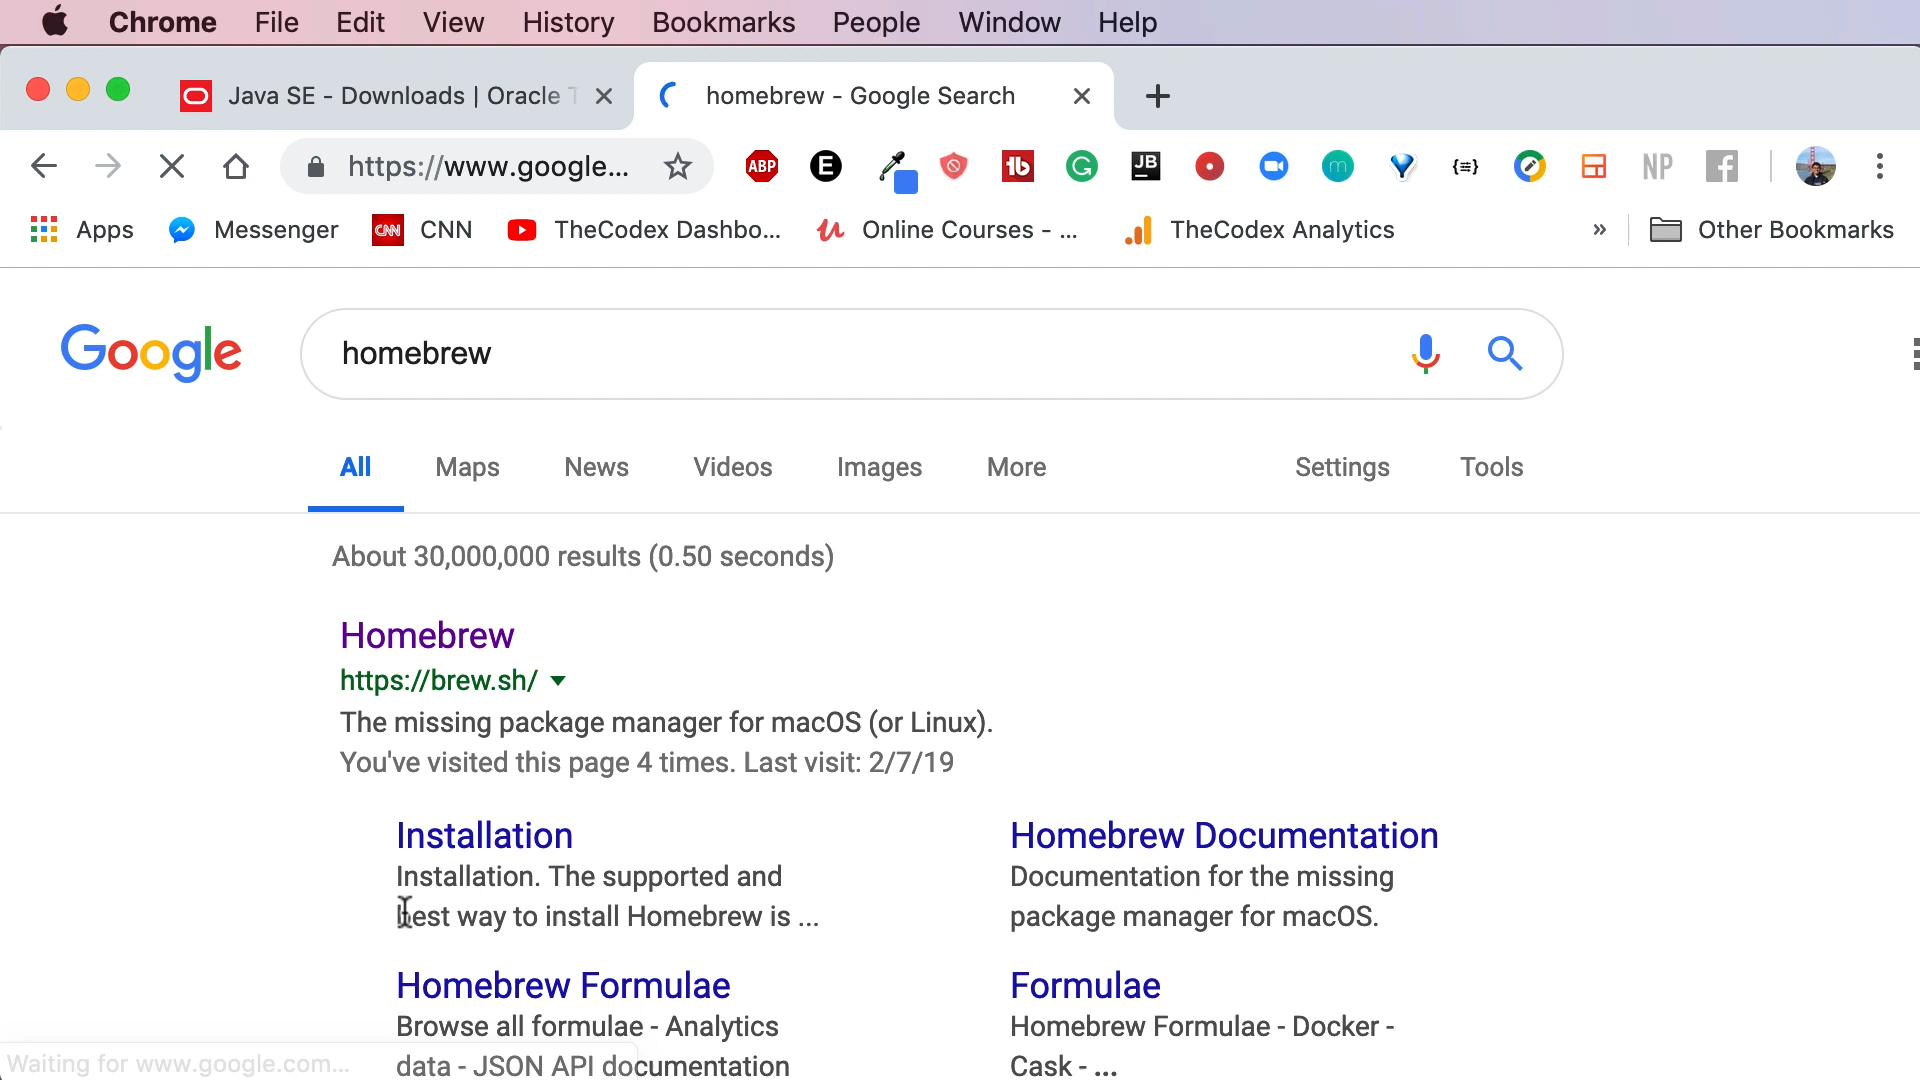 Chrome File Edit View History Bookmarks People Window Help
Java SE - Downloads | Oracle T homebrew - Google Search
https://www.google... ABP E 1b G JB m {=} NP
Apps Messenger CNN CNN TheCodex Dashbo... Online Courses - ... TheCodex Analytics » Other Bookmarks
Google homebrew
All Maps News Videos Images More Settings Tools
About 30,000,000 results (0.50 seconds)
Homebrew
https://brew.sh/
The missing package manager for macOS (or Linux).
You've visited this page 4 times. Last visit: 2/7/19
Installation
Installation. The supported and
best way to install Homebrew is ...
Homebrew Documentation
Documentation for the missing
package manager for macOS.
Homebrew Formulae
Browse all formulae - Analytics
data - JSON API documentation
Formulae
Homebrew Formulae - Docker -
Cask - ...
Waiting for www.google.com...